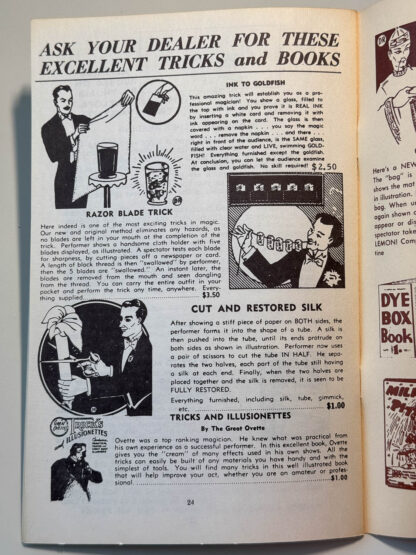 ASK YOUR DEALER FOR THESE
EXCELLENT TRICKS and BOOKS
INK TO GOLDFISH
This amazing trick will establish you as a pro-
fessional magician! You show a glass, filled to
the top with ink and you prove it is REAL INK
by inserting a white card and removing it with
ink appearing on the card. The glass is then
covered with a napkin . . . you say the magic
word . . . remove the napkin . . . and there . . .
right in front of the audience, is the SAME glass,
filled with clear water and LIVE, swimming GOLD-
FISH! Everything furnished except the goldfish.
At conclusion, you can let the audience examine
the glass and goldfish. No skill required! $2.50
RAZOR BLADE TRICK
Here indeed is one of the most exciting tricks in magic.
Our new and original method eliminates any hazards, as
no blades are left in your mouth at the completion of the
trick. Performer shows a handsome cloth holder with five
blades displayed, as illustrated. A spectator tests each blade
for sharpness, by cutting pieces off a newspaper or card.
A length of black thread is then "swallowed" by performer,
then the 5 blades are "swallowed." An instant later, the
blades are removed from the mouth and seen dangling
from the thread. You can carry the entire outfit in your
pocket and perform the trick any time, anywhere. Every-
thing supplied. $3.50
CUT AND RESTORED SILK
After showing a stiff piece of paper on BOTH sides, the
performer forms it into the shape of a tube. A silk is
then pushed into the tube, until its ends protrude on
both sides as shown in illustration. Performer now uses
a pair of scissors to cut the tube IN HALF. He sepa-
rates the two halves, each part of the tube still having
a silk at each end. Finally, when the two halves are
placed together and the silk is removed, it is seen to be
FULLY RESTORED.
Everything furnished, including silk, tube, gimmick,
etc. $1.00
TRICKS AND ILLUSIONETTES
By The Great Ovette
Ovette was a top ranking magician. He knew what was practical from
his own experience as a successful performer. In this excellent book, Ovette
gives you the "cream" of many effects used in his own shows. All the
tricks can easily be built of any materials you have handy and with the
simplest of tools. You will find many tricks in this well illustrated book
that will help improve your act, whether you are an amateur or profes-
sional. $1.00
24
Here's a NEW
The "bag" is
shows the mat
in illustration.
bag. When un
again shown
appear or dis
spectator take
LEMON! Com
tine
DYE
BOX
Book